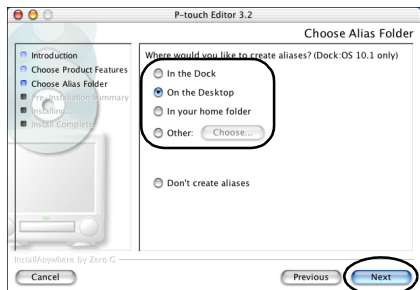 P-touch Editor 3.2
Choose Alias Folder
Introduction
Choose Product Features
Choose Alias Folder
Pre-Installation Summary
Installing...
Install Complete
Where would you like to create aliases? (Dock:OS 10.1 only)
In the Dock
On the Desktop
In your home folder
Other: Choose...
Don't create aliases
InstallAnywhere by Zero G
Cancel Previous Next